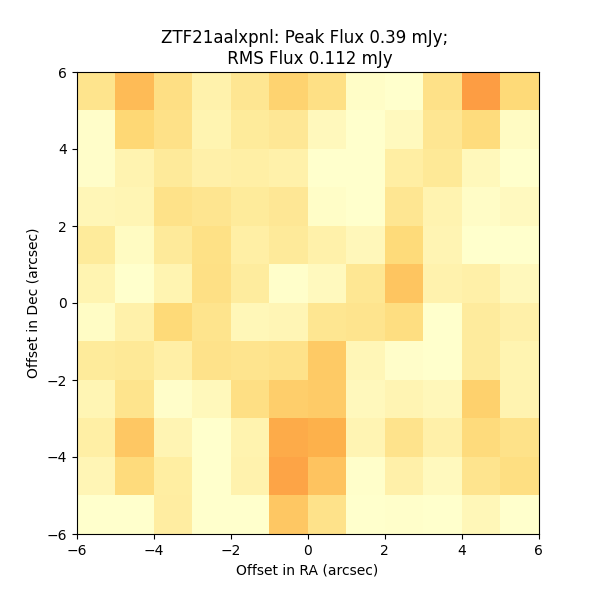 ZTF21aalxpnl: Peak Flux 0.39 mJy;
RMS Flux 0.112 mJy
6
4
2
0
−2
−4
−6
Offset in Dec (arcsec)
−6 −4 −2 0 2 4 6
Offset in RA (arcsec)